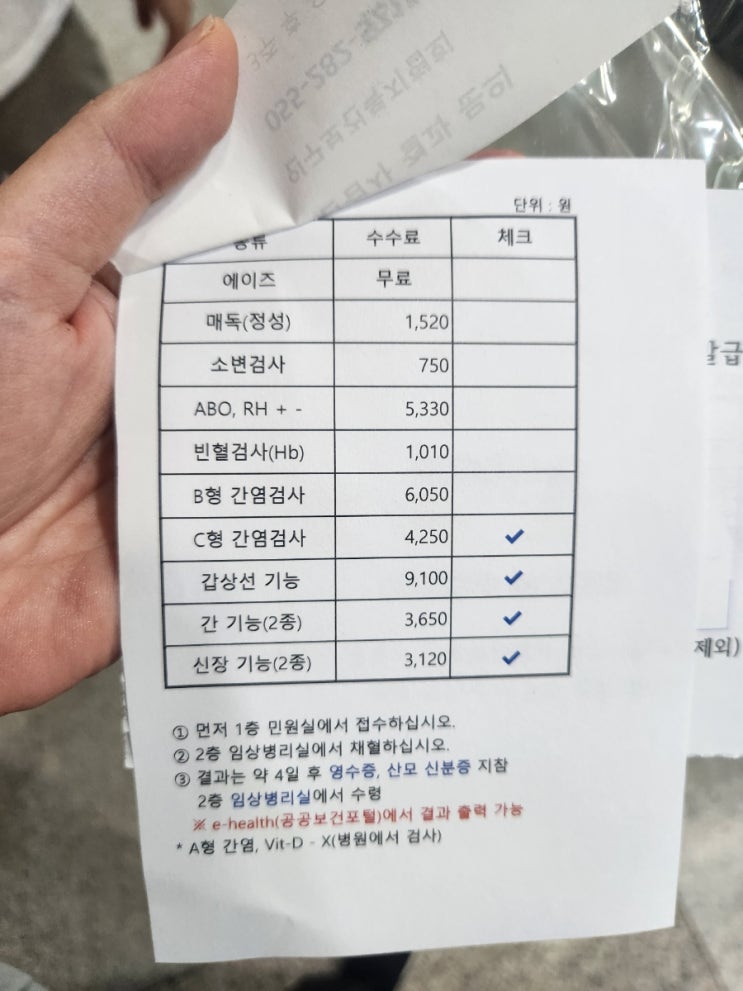 055-282
단위 : 원
종류 수수료 체크
에이즈 무료
매독(정성) 1,520
소변검사 750
ABO, RH + - 5,330
빈혈검사(Hb) 1,010
B형 간염검사 6,050
C형 간염검사 4,250 ✓
갑상선 기능 9,100 ✓
간 기능(2종) 3,650 ✓
신장 기능(2종) 3,120 ✓
급
제외)
① 먼저 1층 민원실에서 접수하십시오.
② 2층 임상병리실에서 채혈하십시오.
③ 결과는 약 4일 후 영수증, 산모 신분증 지참
2층 임상병리실에서 수령
※ e-health(공공보건포털)에서 결과 출력 가능
* A형 간염, Vit-D - X(병원에서 검사)